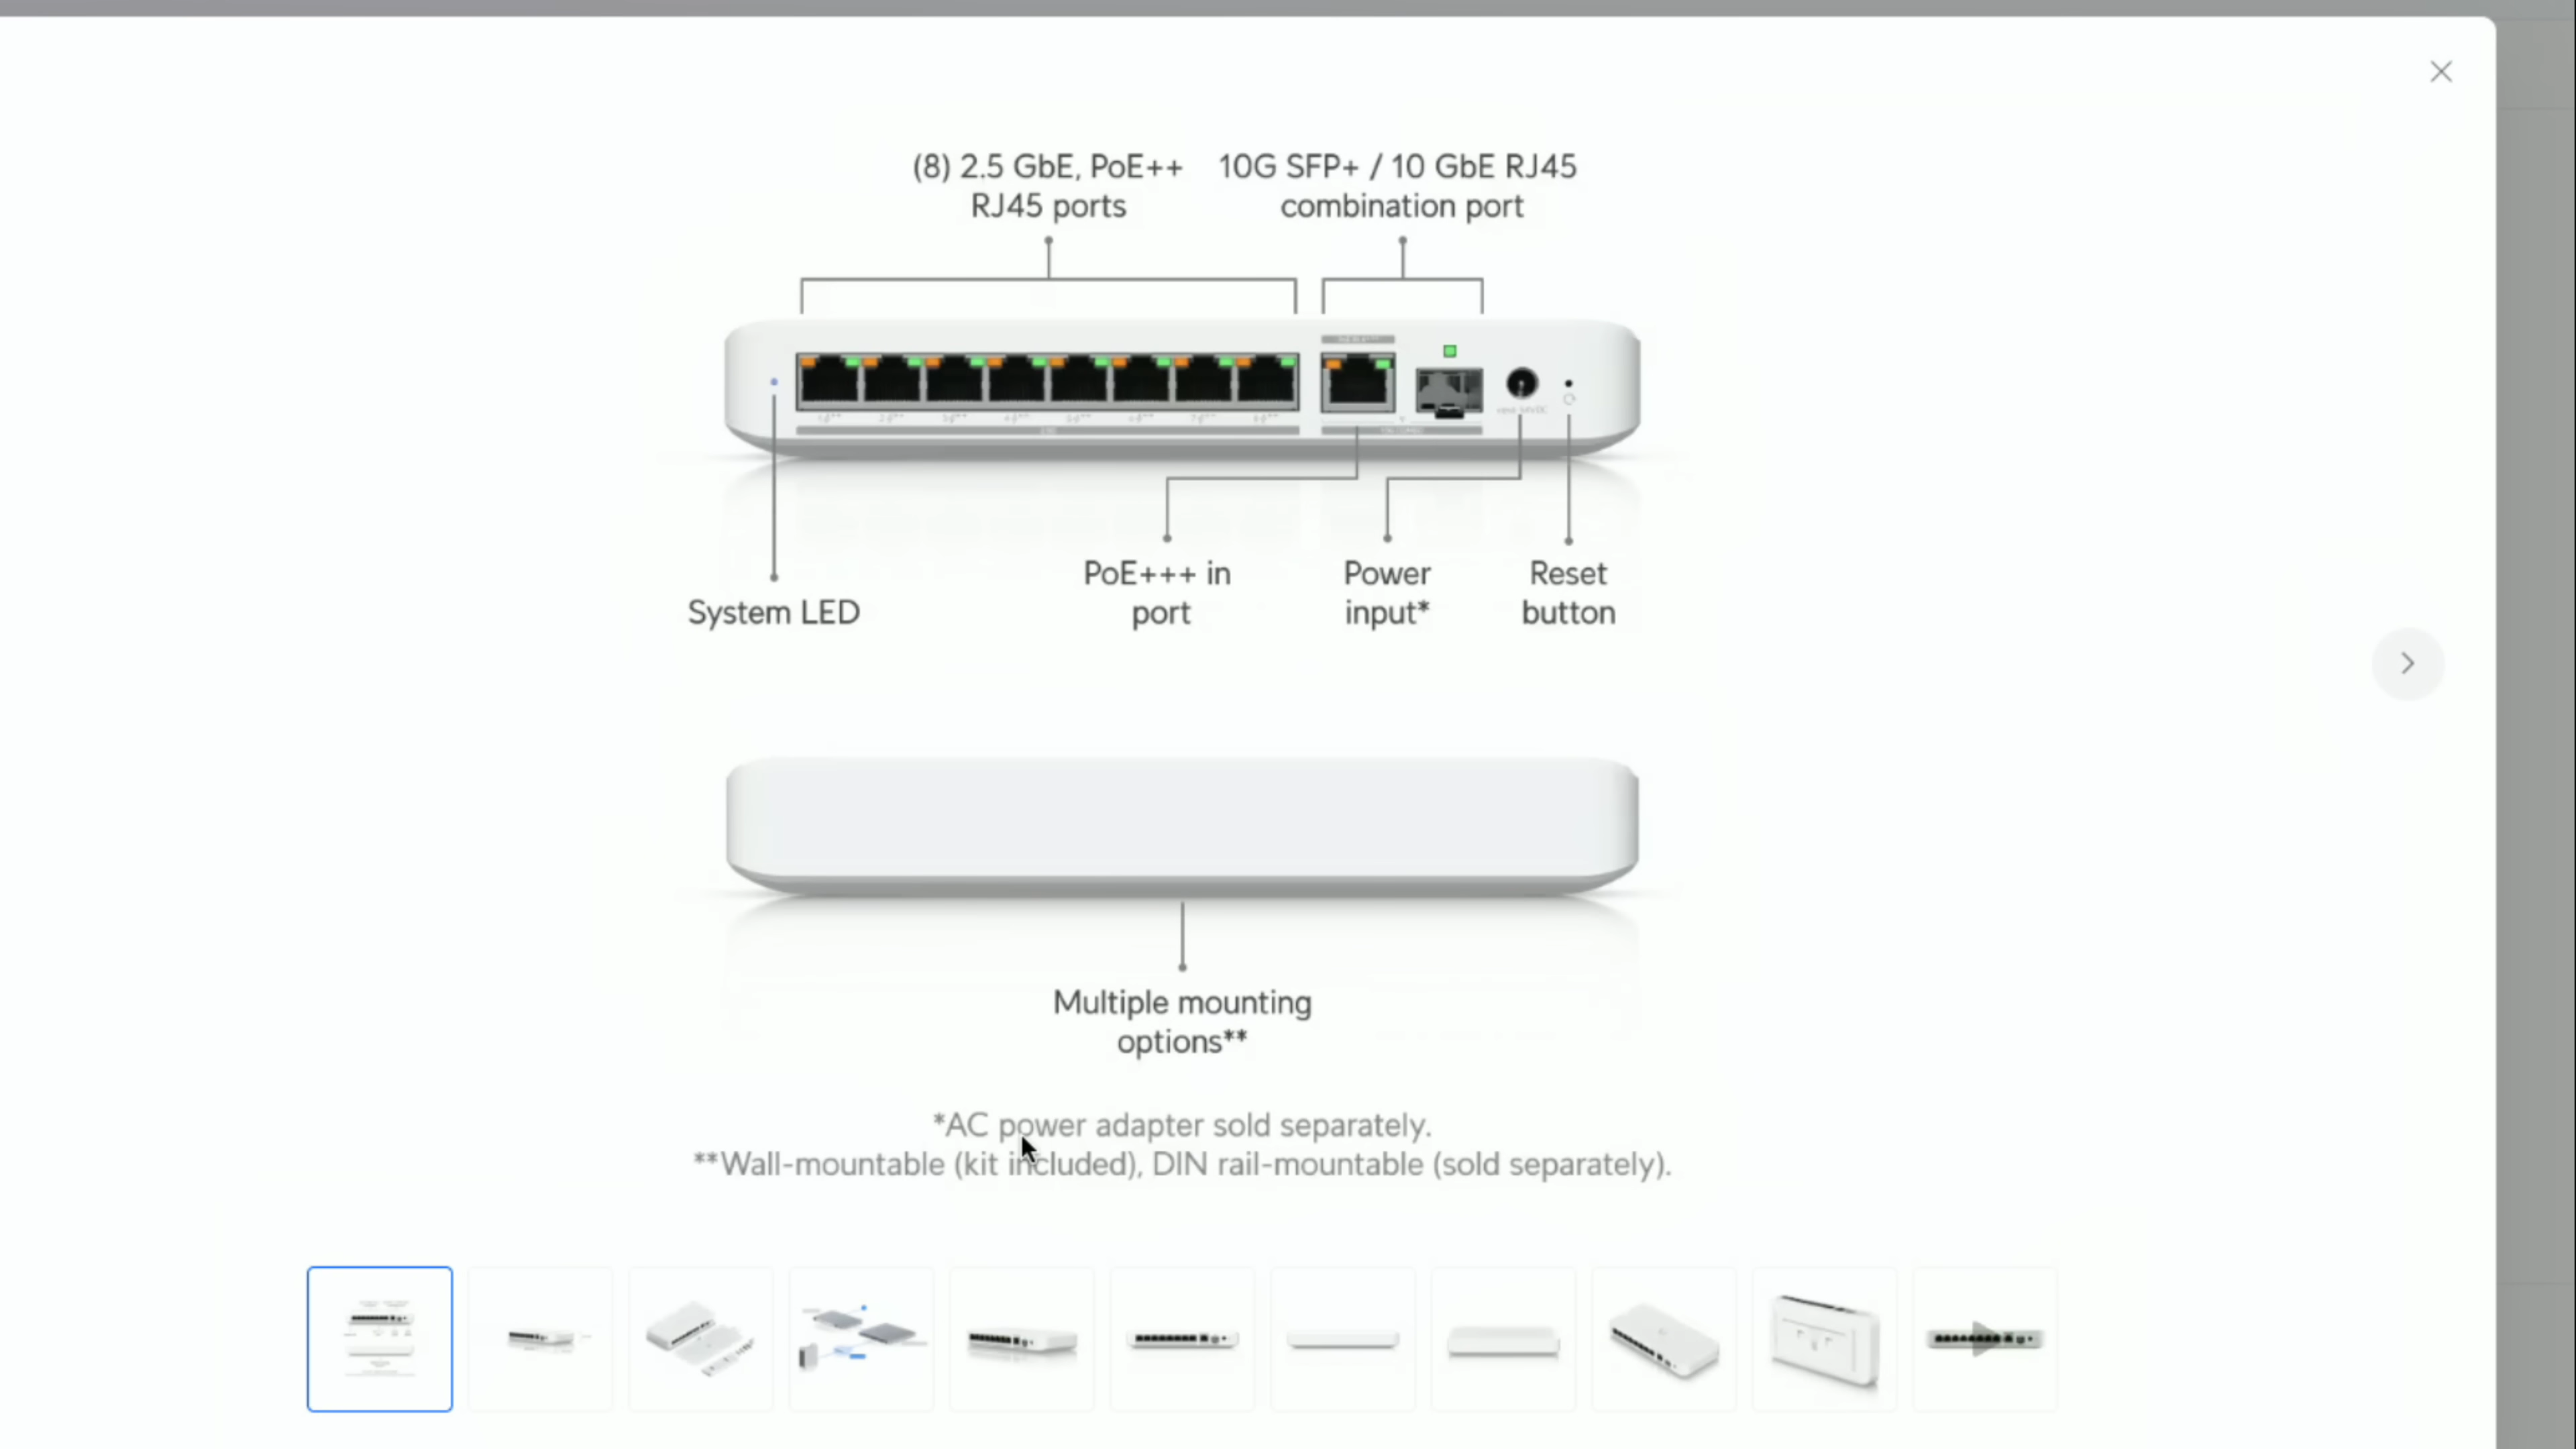 (8) 2.5 GbE, PoE++
RJ45 ports
10G SFP+ / 10 GbE RJ45
combination port
System LED
PoE+++ in
port
Power
input*
Reset
button
Multiple mounting
options**
*AC power adapter sold separately.
**Wall-mountable (kit included), DIN rail-mountable (sold separately).